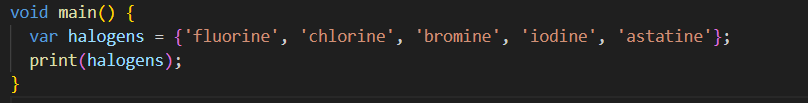 void main() {
  var halogens = {'fluorine', 'chlorine', 'bromine', 'iodine', 'astatine'};
  print(halogens);
}